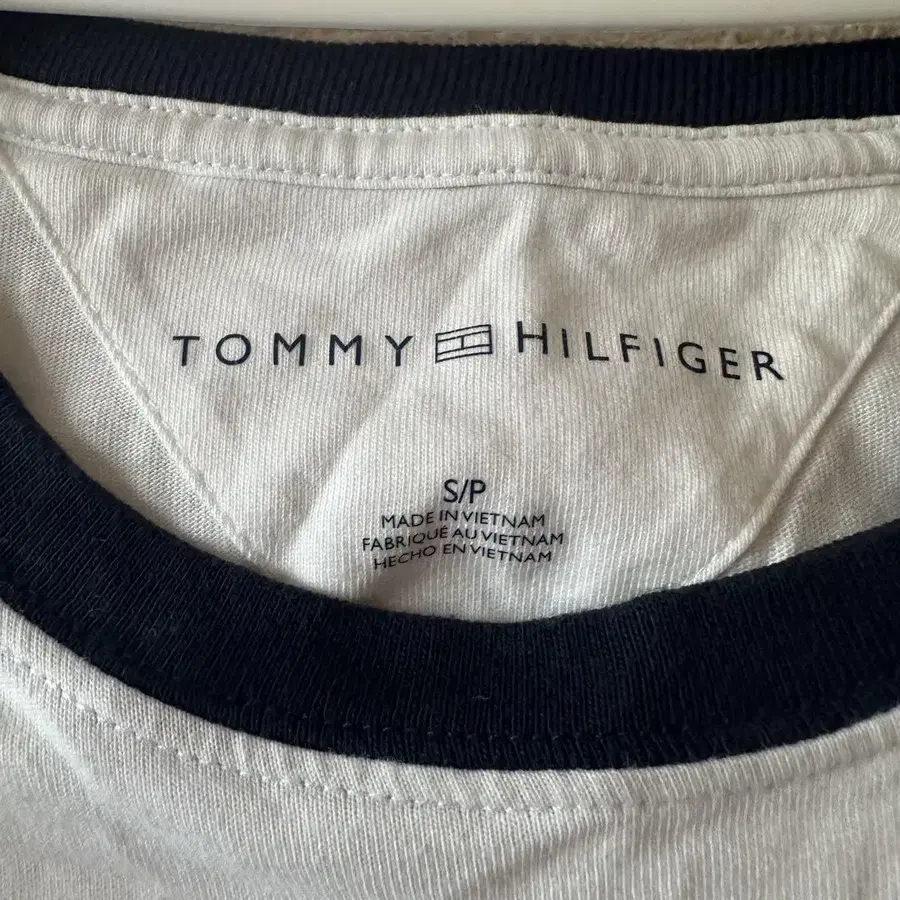 TOMMY HILFIGER
S/P
MADE IN VIETNAM
FABRIQUÉ AU VIETNAM
HECHO EN VIETNAM